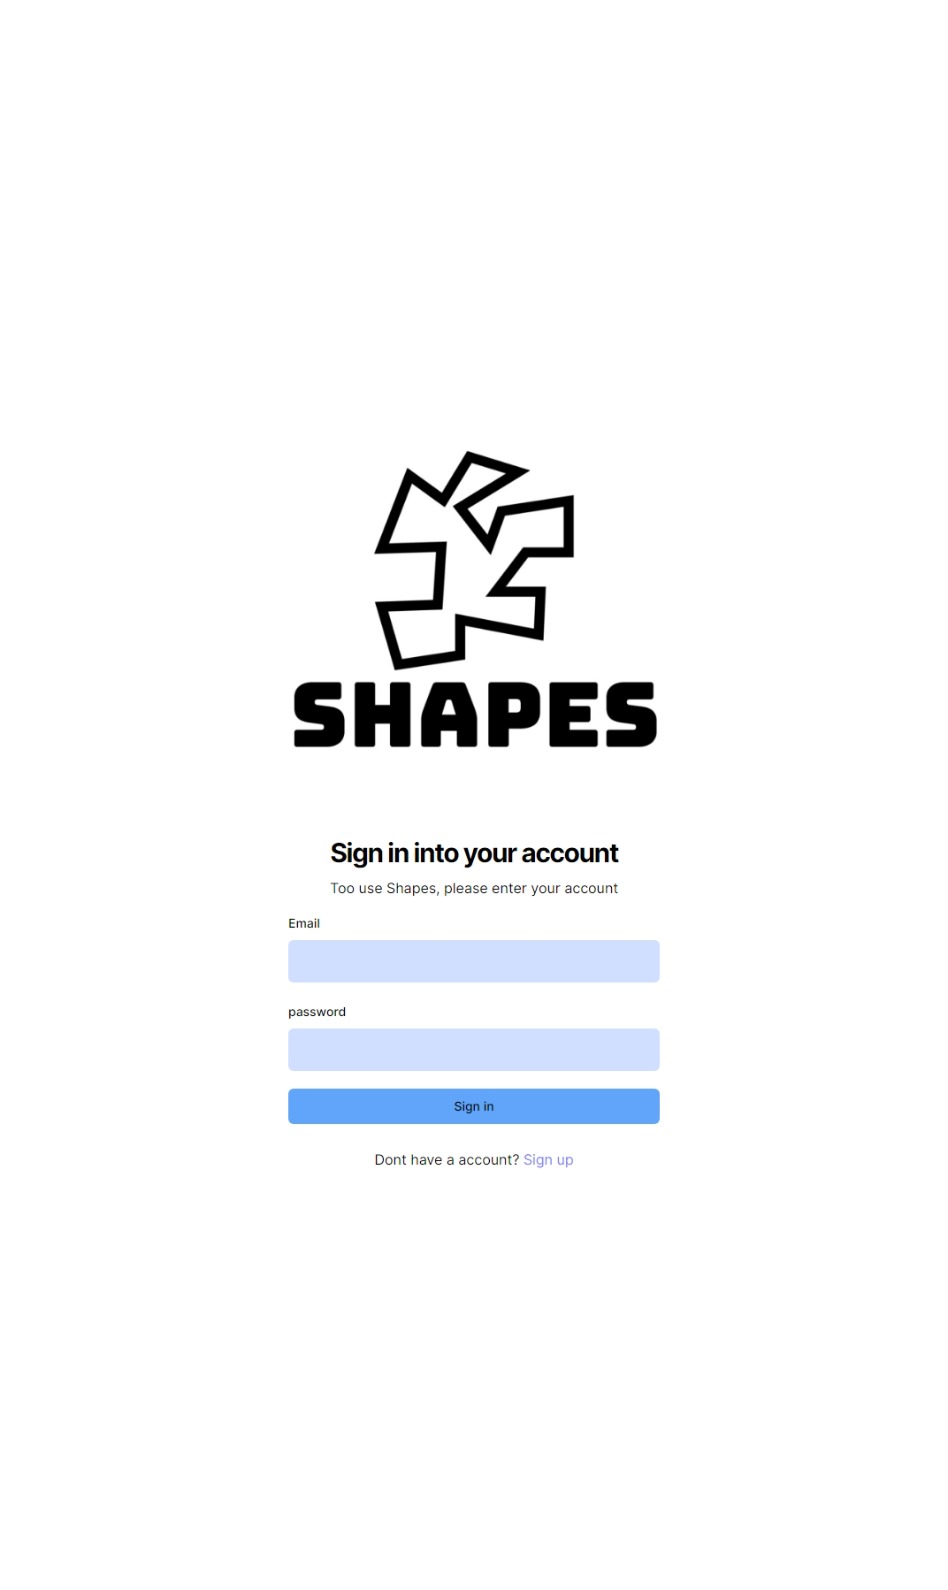 SHAPES
Sign in into your account
Too use Shapes, please enter your account
Email
password
Sign in
Dont have a account? Sign up